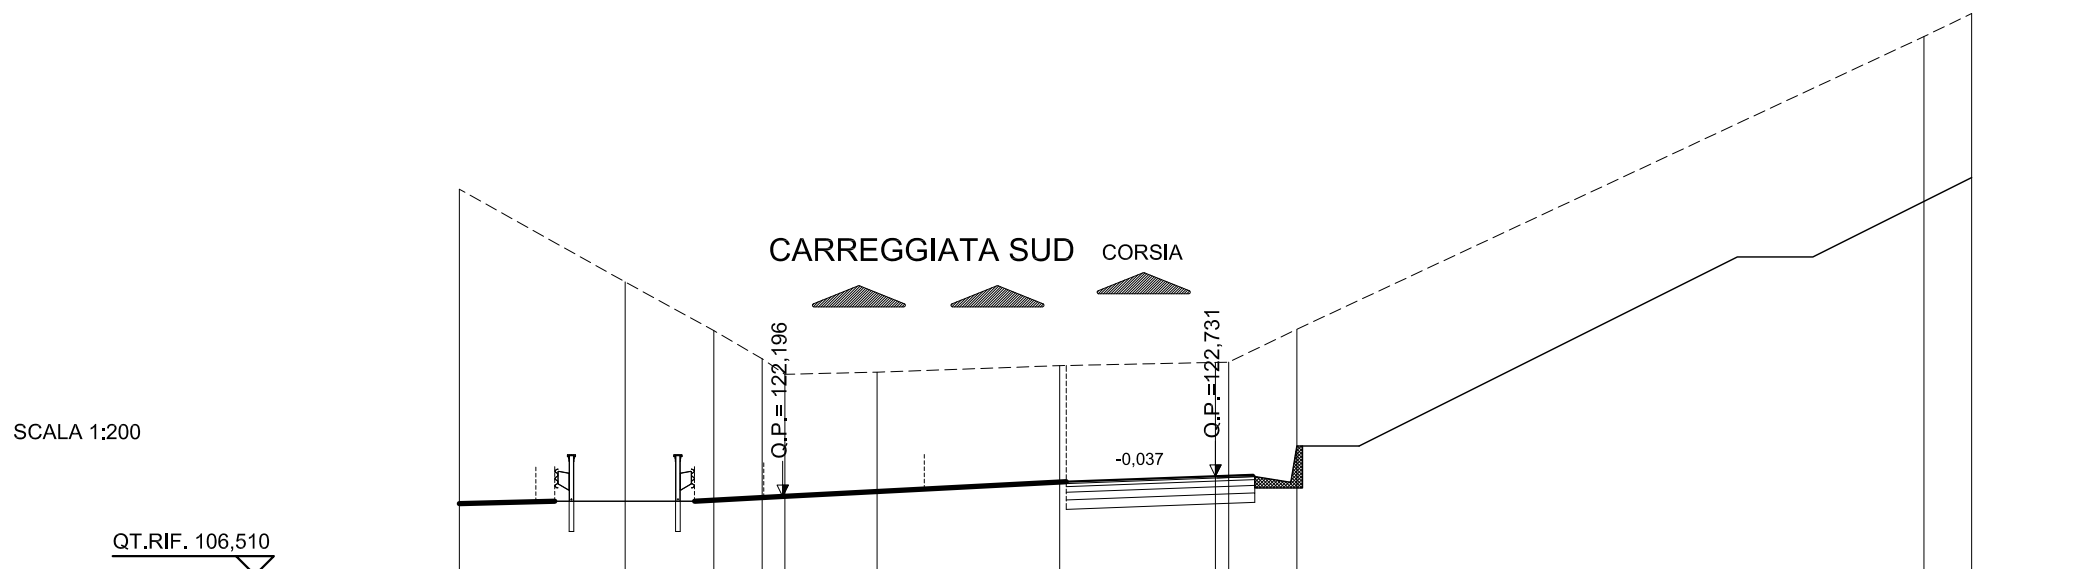 CARREGGIATA SUD
CORSIA
Q.P.= 122,196
Q.P.=122,731
SCALA 1:200
-0,037
QT.RIF. 106,510